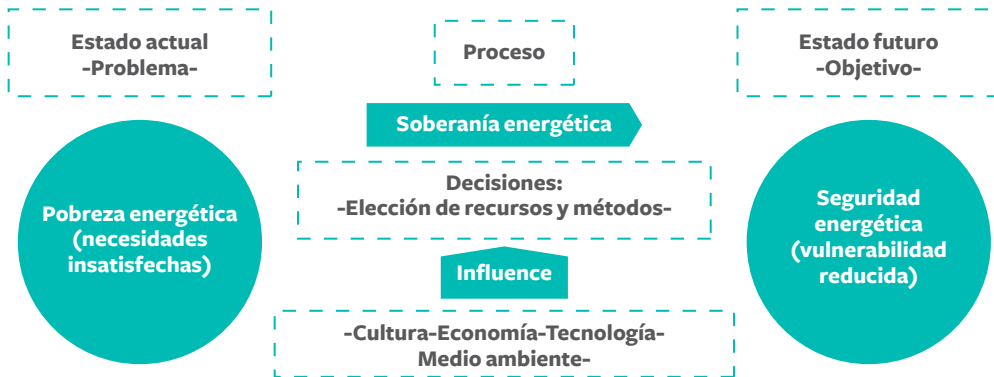 Estado actual
-Problema-
Proceso
Estado futuro
-Objetivo-
Soberanía energética
Decisiones:
-Elección de recursos y métodos-
Pobreza energética
(necesidades
insatisfechas)
Seguridad
energética
(vulnerabilidad
reducida)
Influence
-Cultura-Economía-Tecnología-
Medio ambiente-